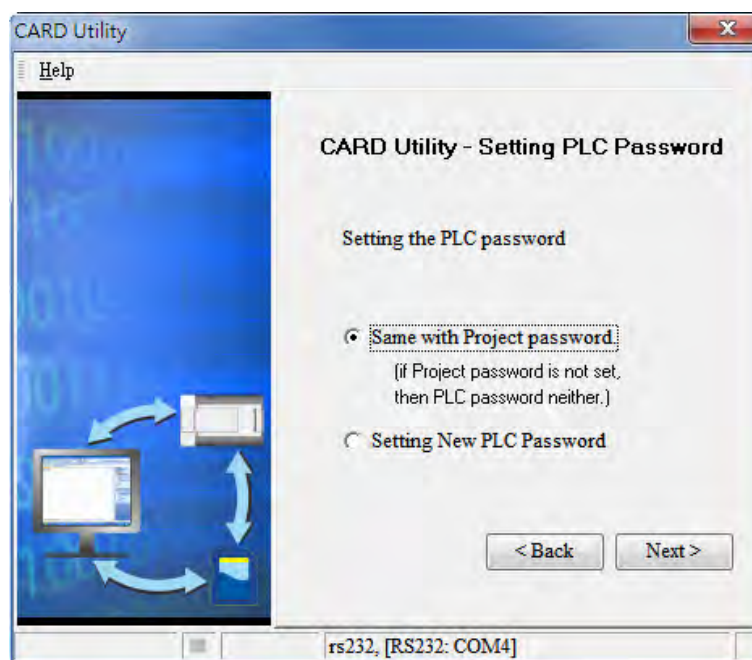 CARD Utility
Help
CARD Utility - Setting PLC Password
Setting the PLC password
Same with Project password.
(if Project password is not set,
then PLC password neither.)
Setting New PLC Password
< Back
Next >
rs232, [RS232: COM4]